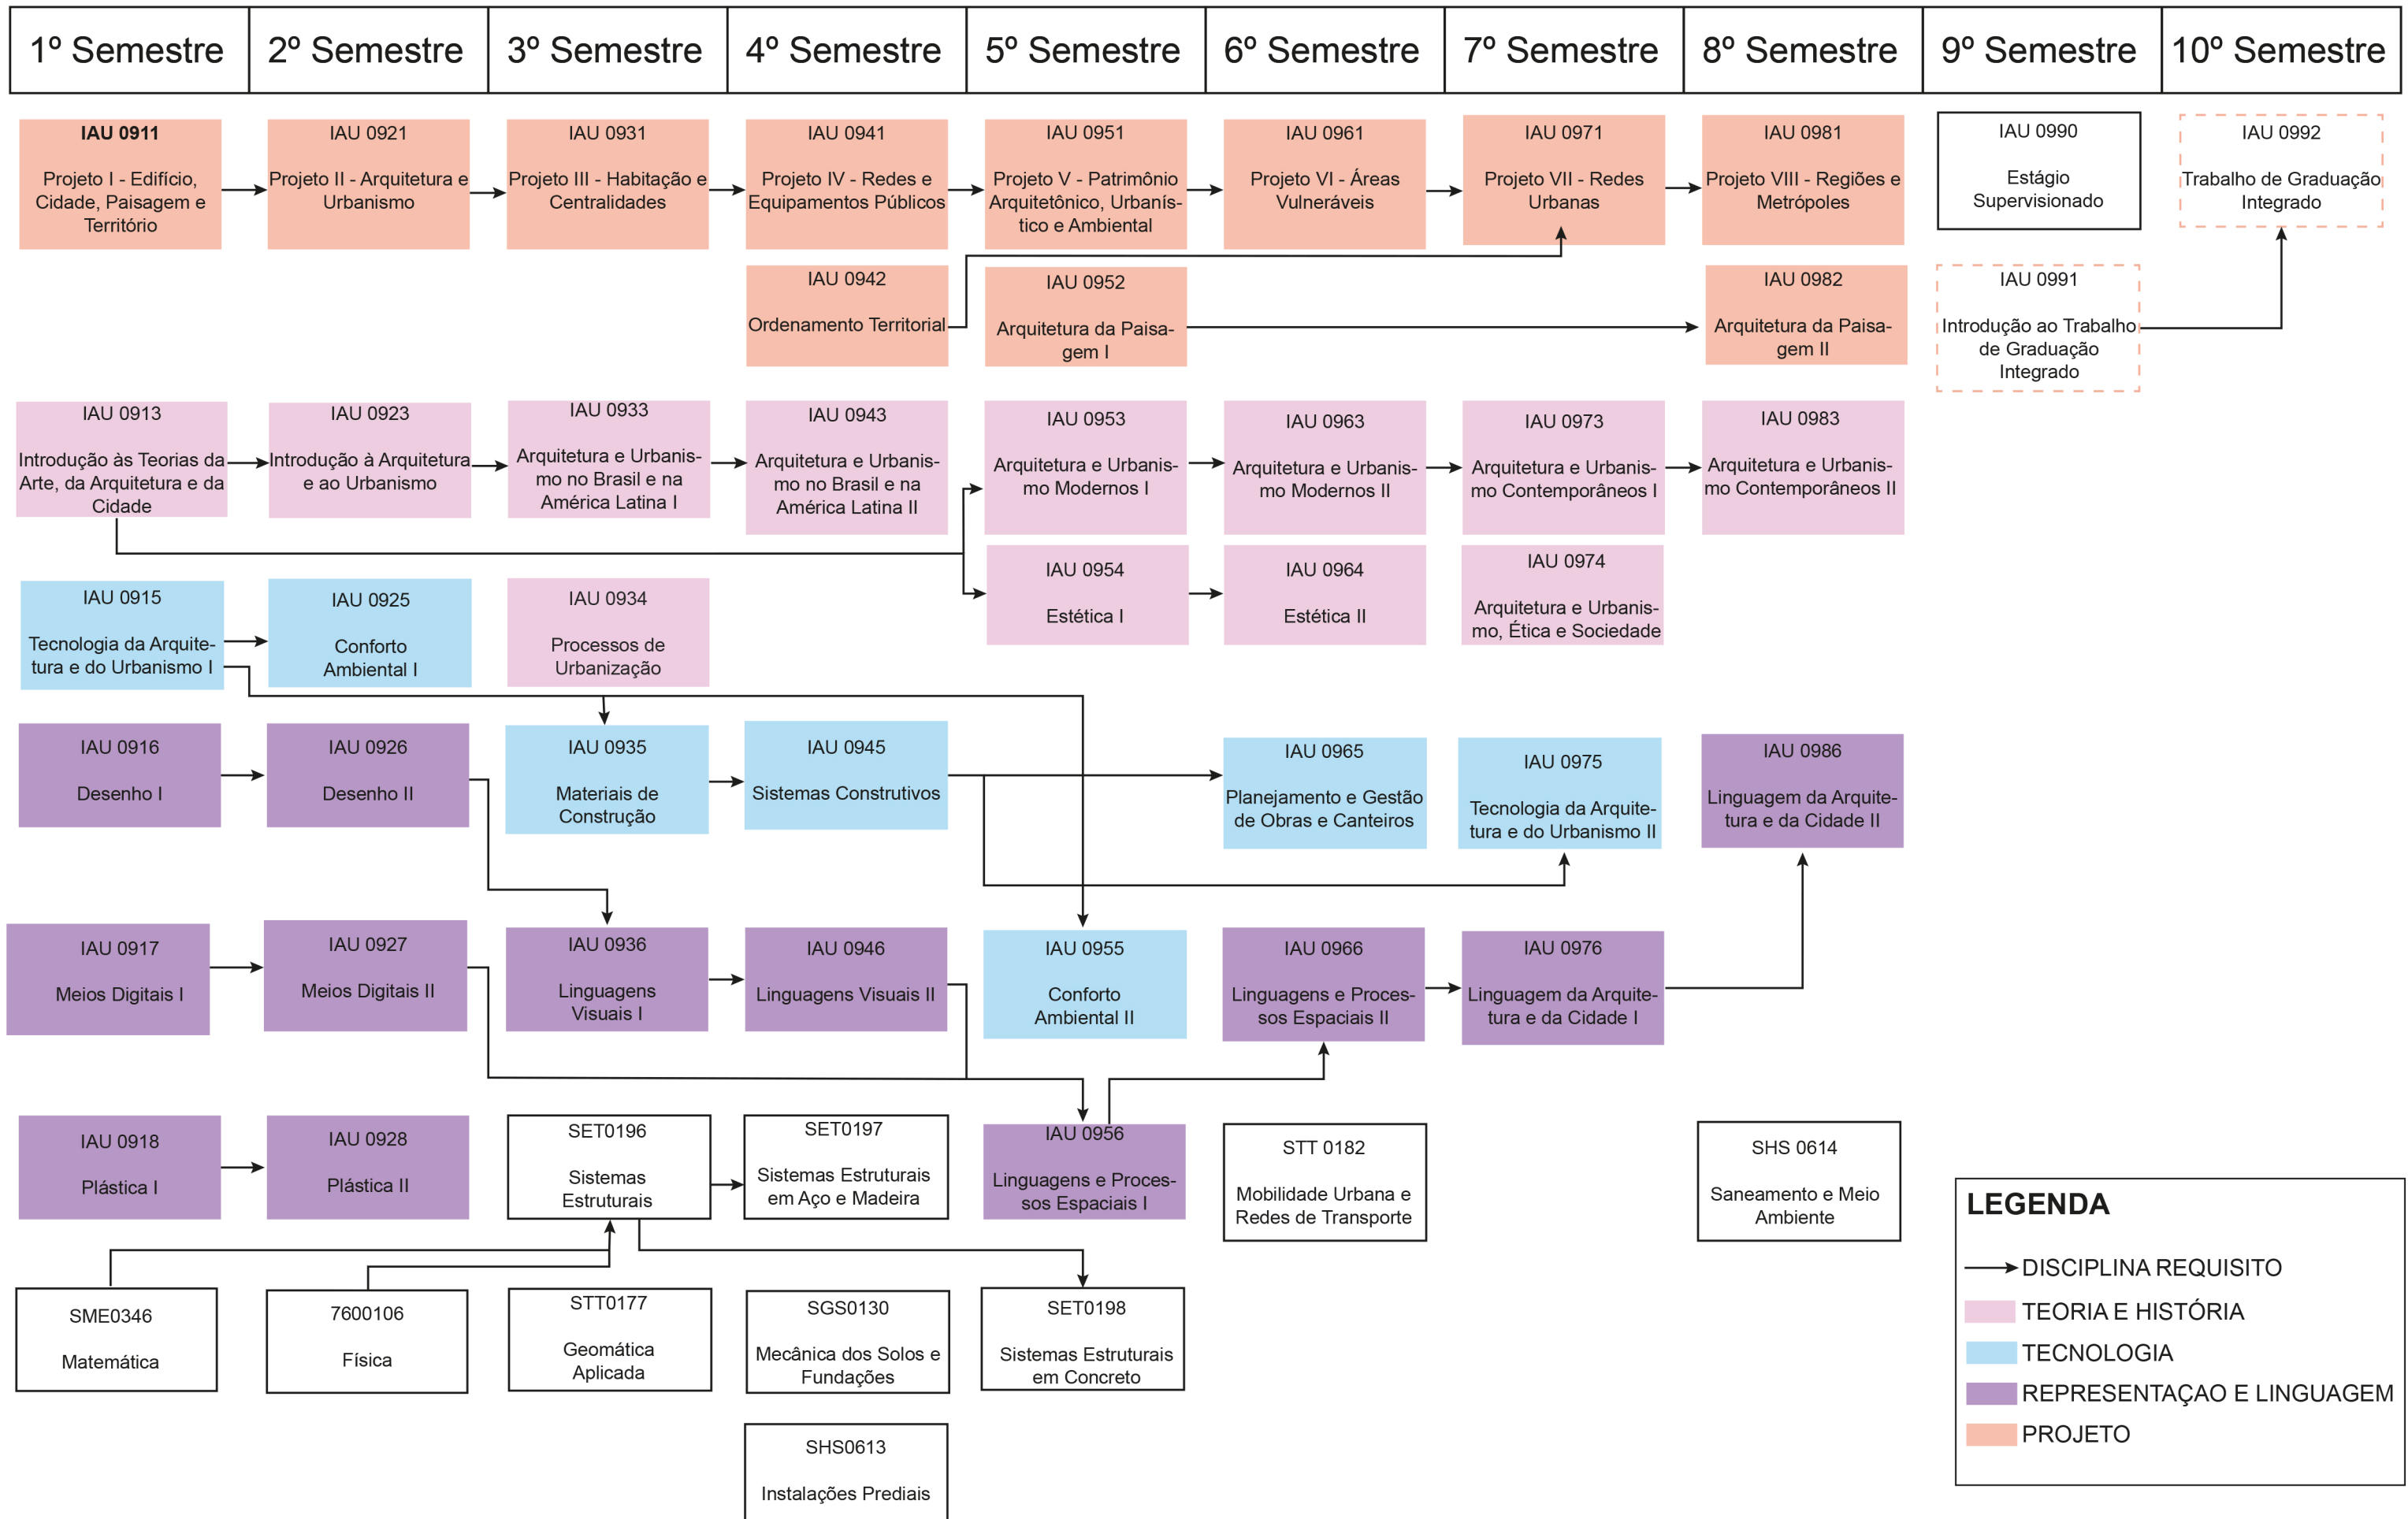 1º Semestre
2º Semestre
3º Semestre
4º Semestre
5º Semestre
6º Semestre
7º Semestre
8º Semestre
9º Semestre
10º Semestre
IAU 0911
Projeto I - Edifício,
Cidade, Paisagem e
Território
IAU 0921
Projeto II - Arquitetura e
Urbanismo
IAU 0931
Projeto III - Habitação e
Centralidades
IAU 0941
Projeto IV - Redes e
Equipamentos Públicos
IAU 0951
Projeto V - Patrimônio
Arquitetônico, Urbanís-
tico e Ambiental
IAU 0961
Projeto VI - Áreas
Vulneráveis
IAU 0971
Projeto VII - Redes
Urbanas
IAU 0981
Projeto VIII - Regiões e
Metrópoles
IAU 0990
Estágio
Supervisionado
IAU 0992
Trabalho de Graduação
Integrado
IAU 0942
Ordenamento Territorial
IAU 0952
Arquitetura da Paisa-
gem I
IAU 0982
Arquitetura da Paisa-
gem II
IAU 0991
Introdução ao Trabalho
de Graduação
Integrado
IAU 0913
Introdução às Teorias da
Arte, da Arquitetura e da
Cidade
IAU 0923
Introdução à Arquitetura
e ao Urbanismo
IAU 0933
Arquitetura e Urbanis-
mo no Brasil e na
América Latina I
IAU 0943
Arquitetura e Urbanis-
mo no Brasil e na
América Latina II
IAU 0953
Arquitetura e Urbanis-
mo Modernos I
IAU 0963
Arquitetura e Urbanis-
mo Modernos II
IAU 0973
Arquitetura e Urbanis-
mo Contemporâneos I
IAU 0983
Arquitetura e Urbanis-
mo Contemporâneos II
IAU 0954
Estética I
IAU 0964
Estética II
IAU 0974
Arquitetura e Urbanis-
mo, Ética e Sociedade
IAU 0915
Tecnologia da Arquite-
tura e do Urbanismo I
IAU 0925
Conforto
Ambiental I
IAU 0934
Processos de
Urbanização
IAU 0916
Desenho I
IAU 0926
Desenho II
IAU 0935
Materiais de
Construção
IAU 0945
Sistemas Construtivos
IAU 0965
Planejamento e Gestão
de Obras e Canteiros
IAU 0975
Tecnologia da Arquite-
tura e do Urbanismo II
IAU 0986
Linguagem da Arquite-
tura e da Cidade II
IAU 0917
Meios Digitais I
IAU 0927
Meios Digitais II
IAU 0936
Linguagens
Visuais I
IAU 0946
Linguagens Visuais II
IAU 0955
Conforto
Ambiental II
IAU 0966
Linguagens e Proces-
sos Espaciais II
IAU 0976
Linguagem da Arquite-
tura e da Cidade I
IAU 0918
Plástica I
IAU 0928
Plástica II
SET0196
Sistemas
Estruturais
SET0197
Sistemas Estruturais
em Aço e Madeira
IAU 0956
Linguagens e Proces-
sos Espaciais I
STT 0182
Mobilidade Urbana e
Redes de Transporte
SHS 0614
Saneamento e Meio
Ambiente
SME0346
Matemática
7600106
Física
STT0177
Geomática
Aplicada
SGS0130
Mecânica dos Solos e
Fundações
SET0198
Sistemas Estruturais
em Concreto
SHS0613
Instalações Prediais
LEGENDA
DISCIPLINA REQUISITO
TEORIA E HISTÓRIA
TECNOLOGIA
REPRESENTAÇAO E LINGUAGEM
PROJETO